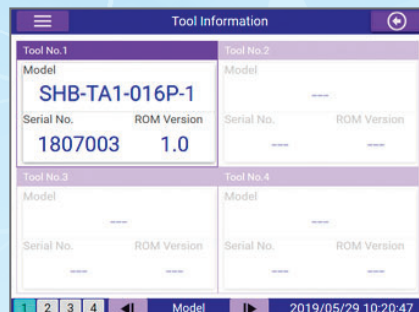 Tool Information
Tool No.1
Model
SHB-TA1-016P-1
Serial No. ROM Version
1807003 1.0
Tool No.2
Model
---
Serial No. ROM Version
--- ---
Tool No.3
Model
---
Serial No. ROM Version
--- ---
Tool No.4
Model
---
Serial No. ROM Version
--- ---
1 2 3 4 Model 2019/05/29 10:20:47